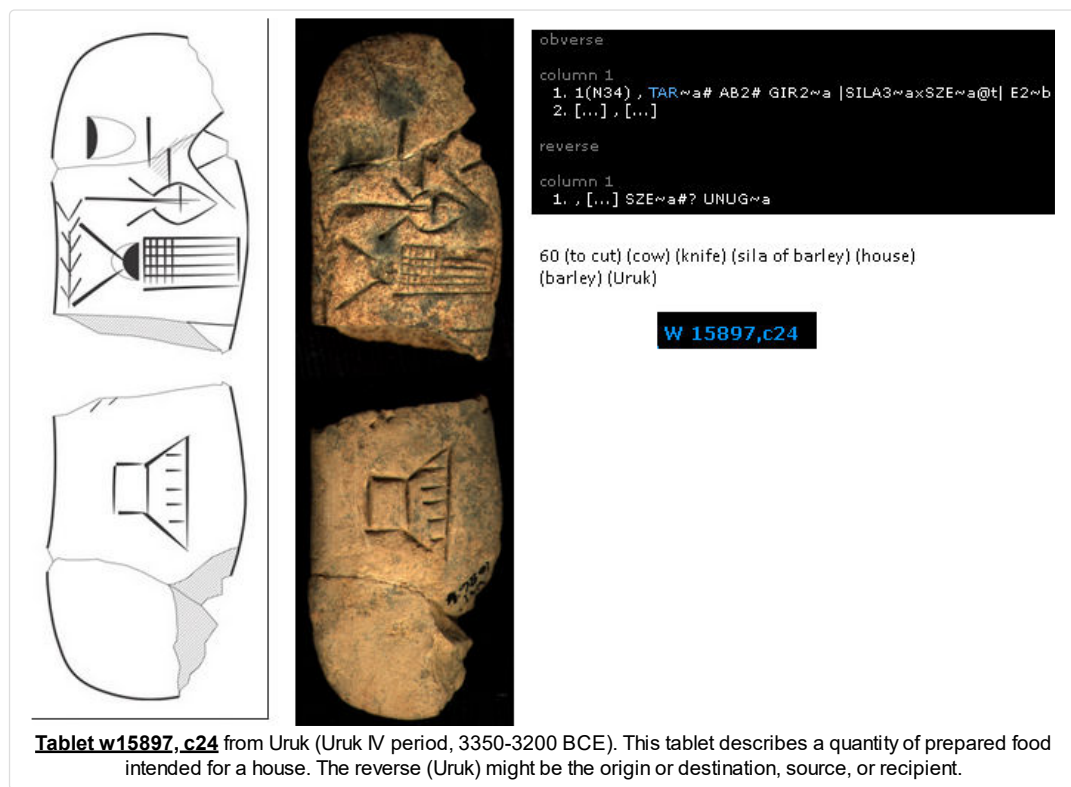 obverse
column 1
1. 1(N34) , TAR~a# AB2# GIR2~a |SILA3~axSZE~a@t| E2~b
2. [...] , [...]
reverse
column 1
1. , [...] SZE~a#? UNUG~a
60 (to cut) (cow) (knife) (sila of barley) (house)
(barley) (Uruk)
W 15897,c24
Tablet w15897, c24 from Uruk (Uruk IV period, 3350-3200 BCE). This tablet describes a quantity of prepared food
intended for a house. The reverse (Uruk) might be the origin or destination, source, or recipient.